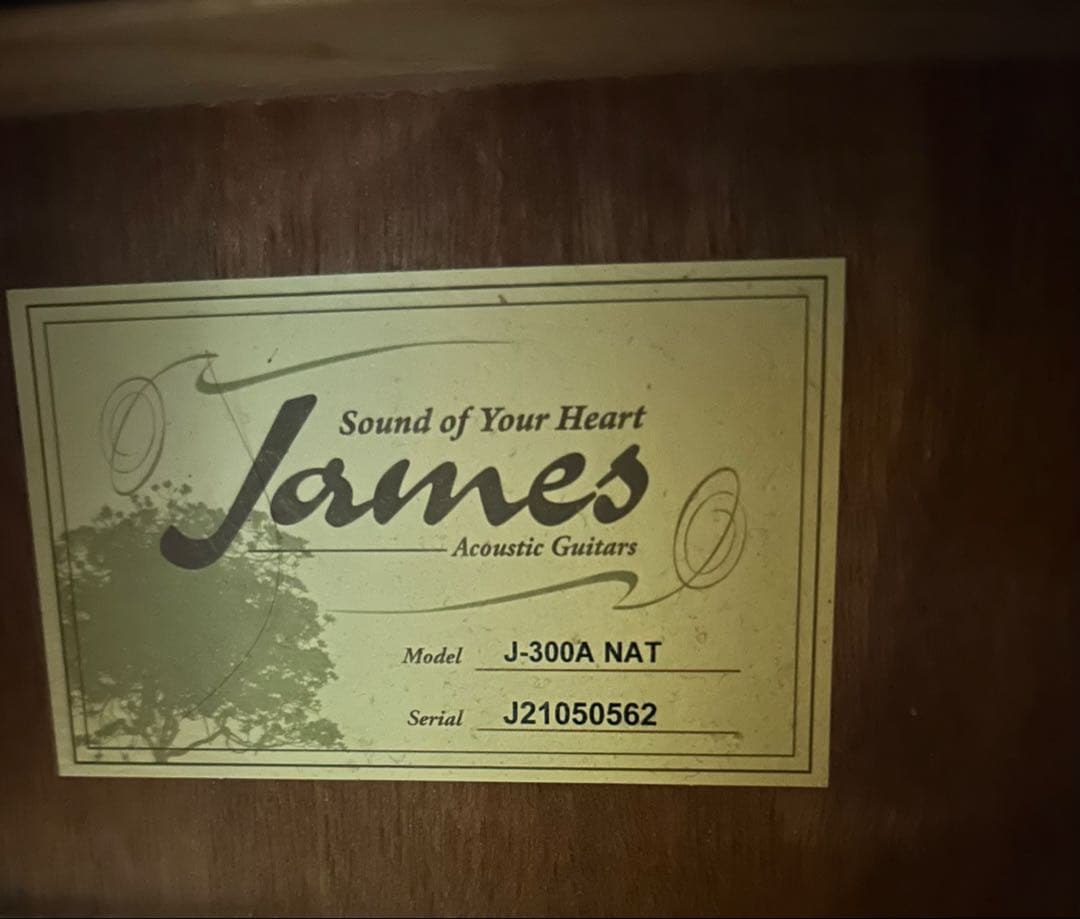 Sound of Your Heart
James
Acoustic Guitars
Model J-300A NAT
Serial J21050562